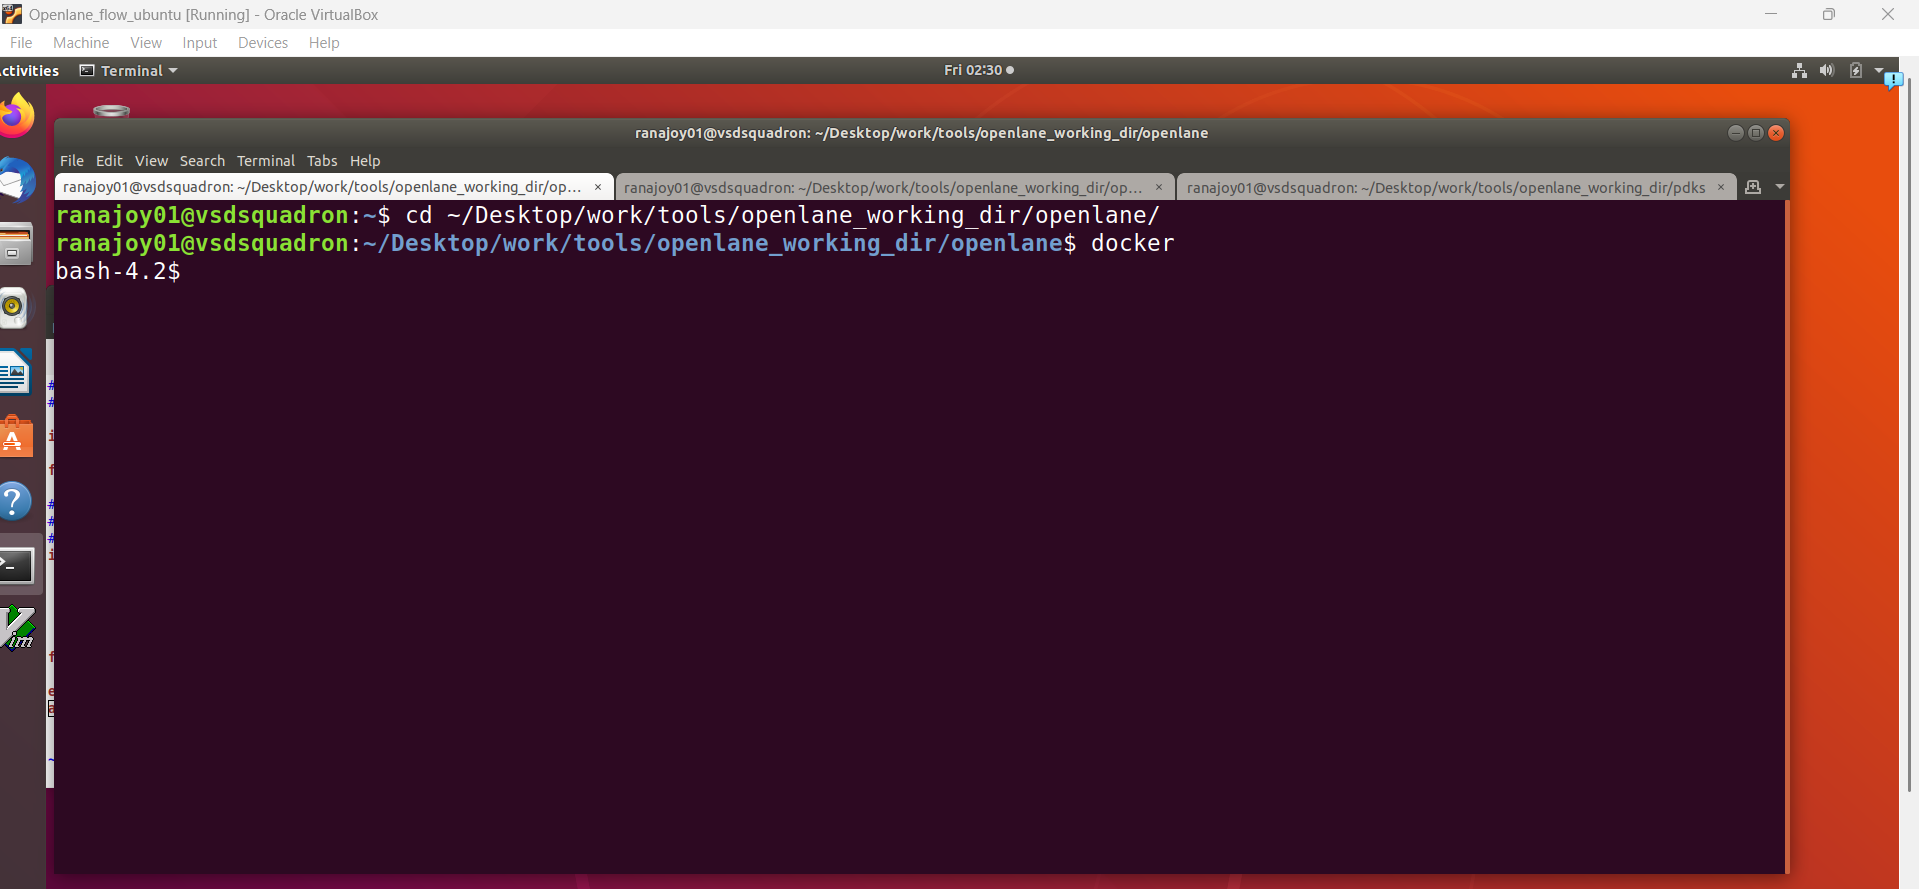 Openlane_flow_ubuntu [Running] - Oracle VirtualBox
File Machine View Input Devices Help
ctivities Terminal Fri 02:30
ranajoy01@vsdsquadron: ~/Desktop/work/tools/openlane_working_dir/openlane
File Edit View Search Terminal Tabs Help
ranajoy01@vsdsquadron: ~/Desktop/work/tools/openlane_working_dir/op... × ranajoy01@vsdsquadron: ~/Desktop/work/tools/openlane_working_dir/op... × ranajoy01@vsdsquadron: ~/Desktop/work/tools/openlane_working_dir/pdks ×
ranajoy01@vsdsquadron:~$ cd ~/Desktop/work/tools/openlane_working_dir/openlane/
ranajoy01@vsdsquadron:~/Desktop/work/tools/openlane_working_dir/openlane$ docker
bash-4.2$
#
#
i
f
#
#
#
i
f
e
a
~